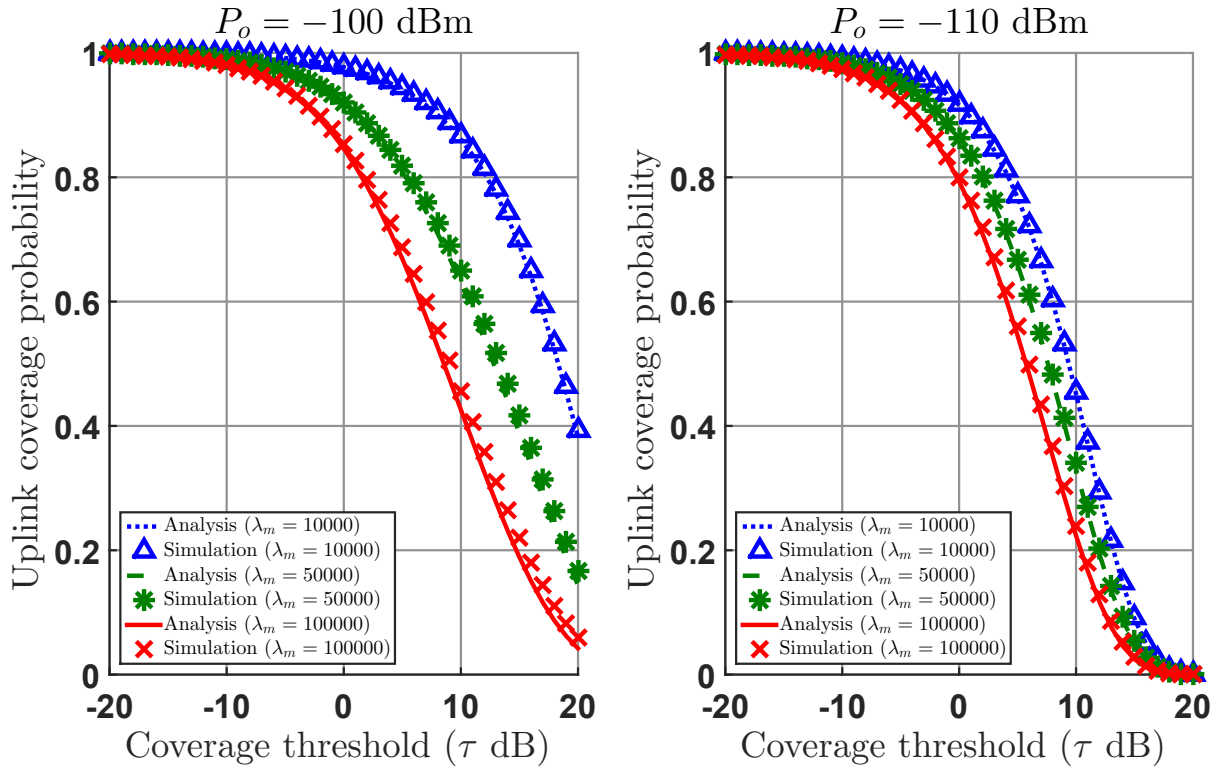 P_o = −100 dBm
Uplink coverage probability
1
0.8
0.6
0.4
0.2
0
-20
-10
0
10
20
Coverage threshold (τ dB)
Analysis (λ_m = 10000)
Simulation (λ_m = 10000)
Analysis (λ_m = 50000)
Simulation (λ_m = 50000)
Analysis (λ_m = 100000)
Simulation (λ_m = 100000)
P_o = −110 dBm
Uplink coverage probability
1
0.8
0.6
0.4
0.2
0
-20
-10
0
10
20
Coverage threshold (τ dB)
Analysis (λ_m = 10000)
Simulation (λ_m = 10000)
Analysis (λ_m = 50000)
Simulation (λ_m = 50000)
Analysis (λ_m = 100000)
Simulation (λ_m = 100000)